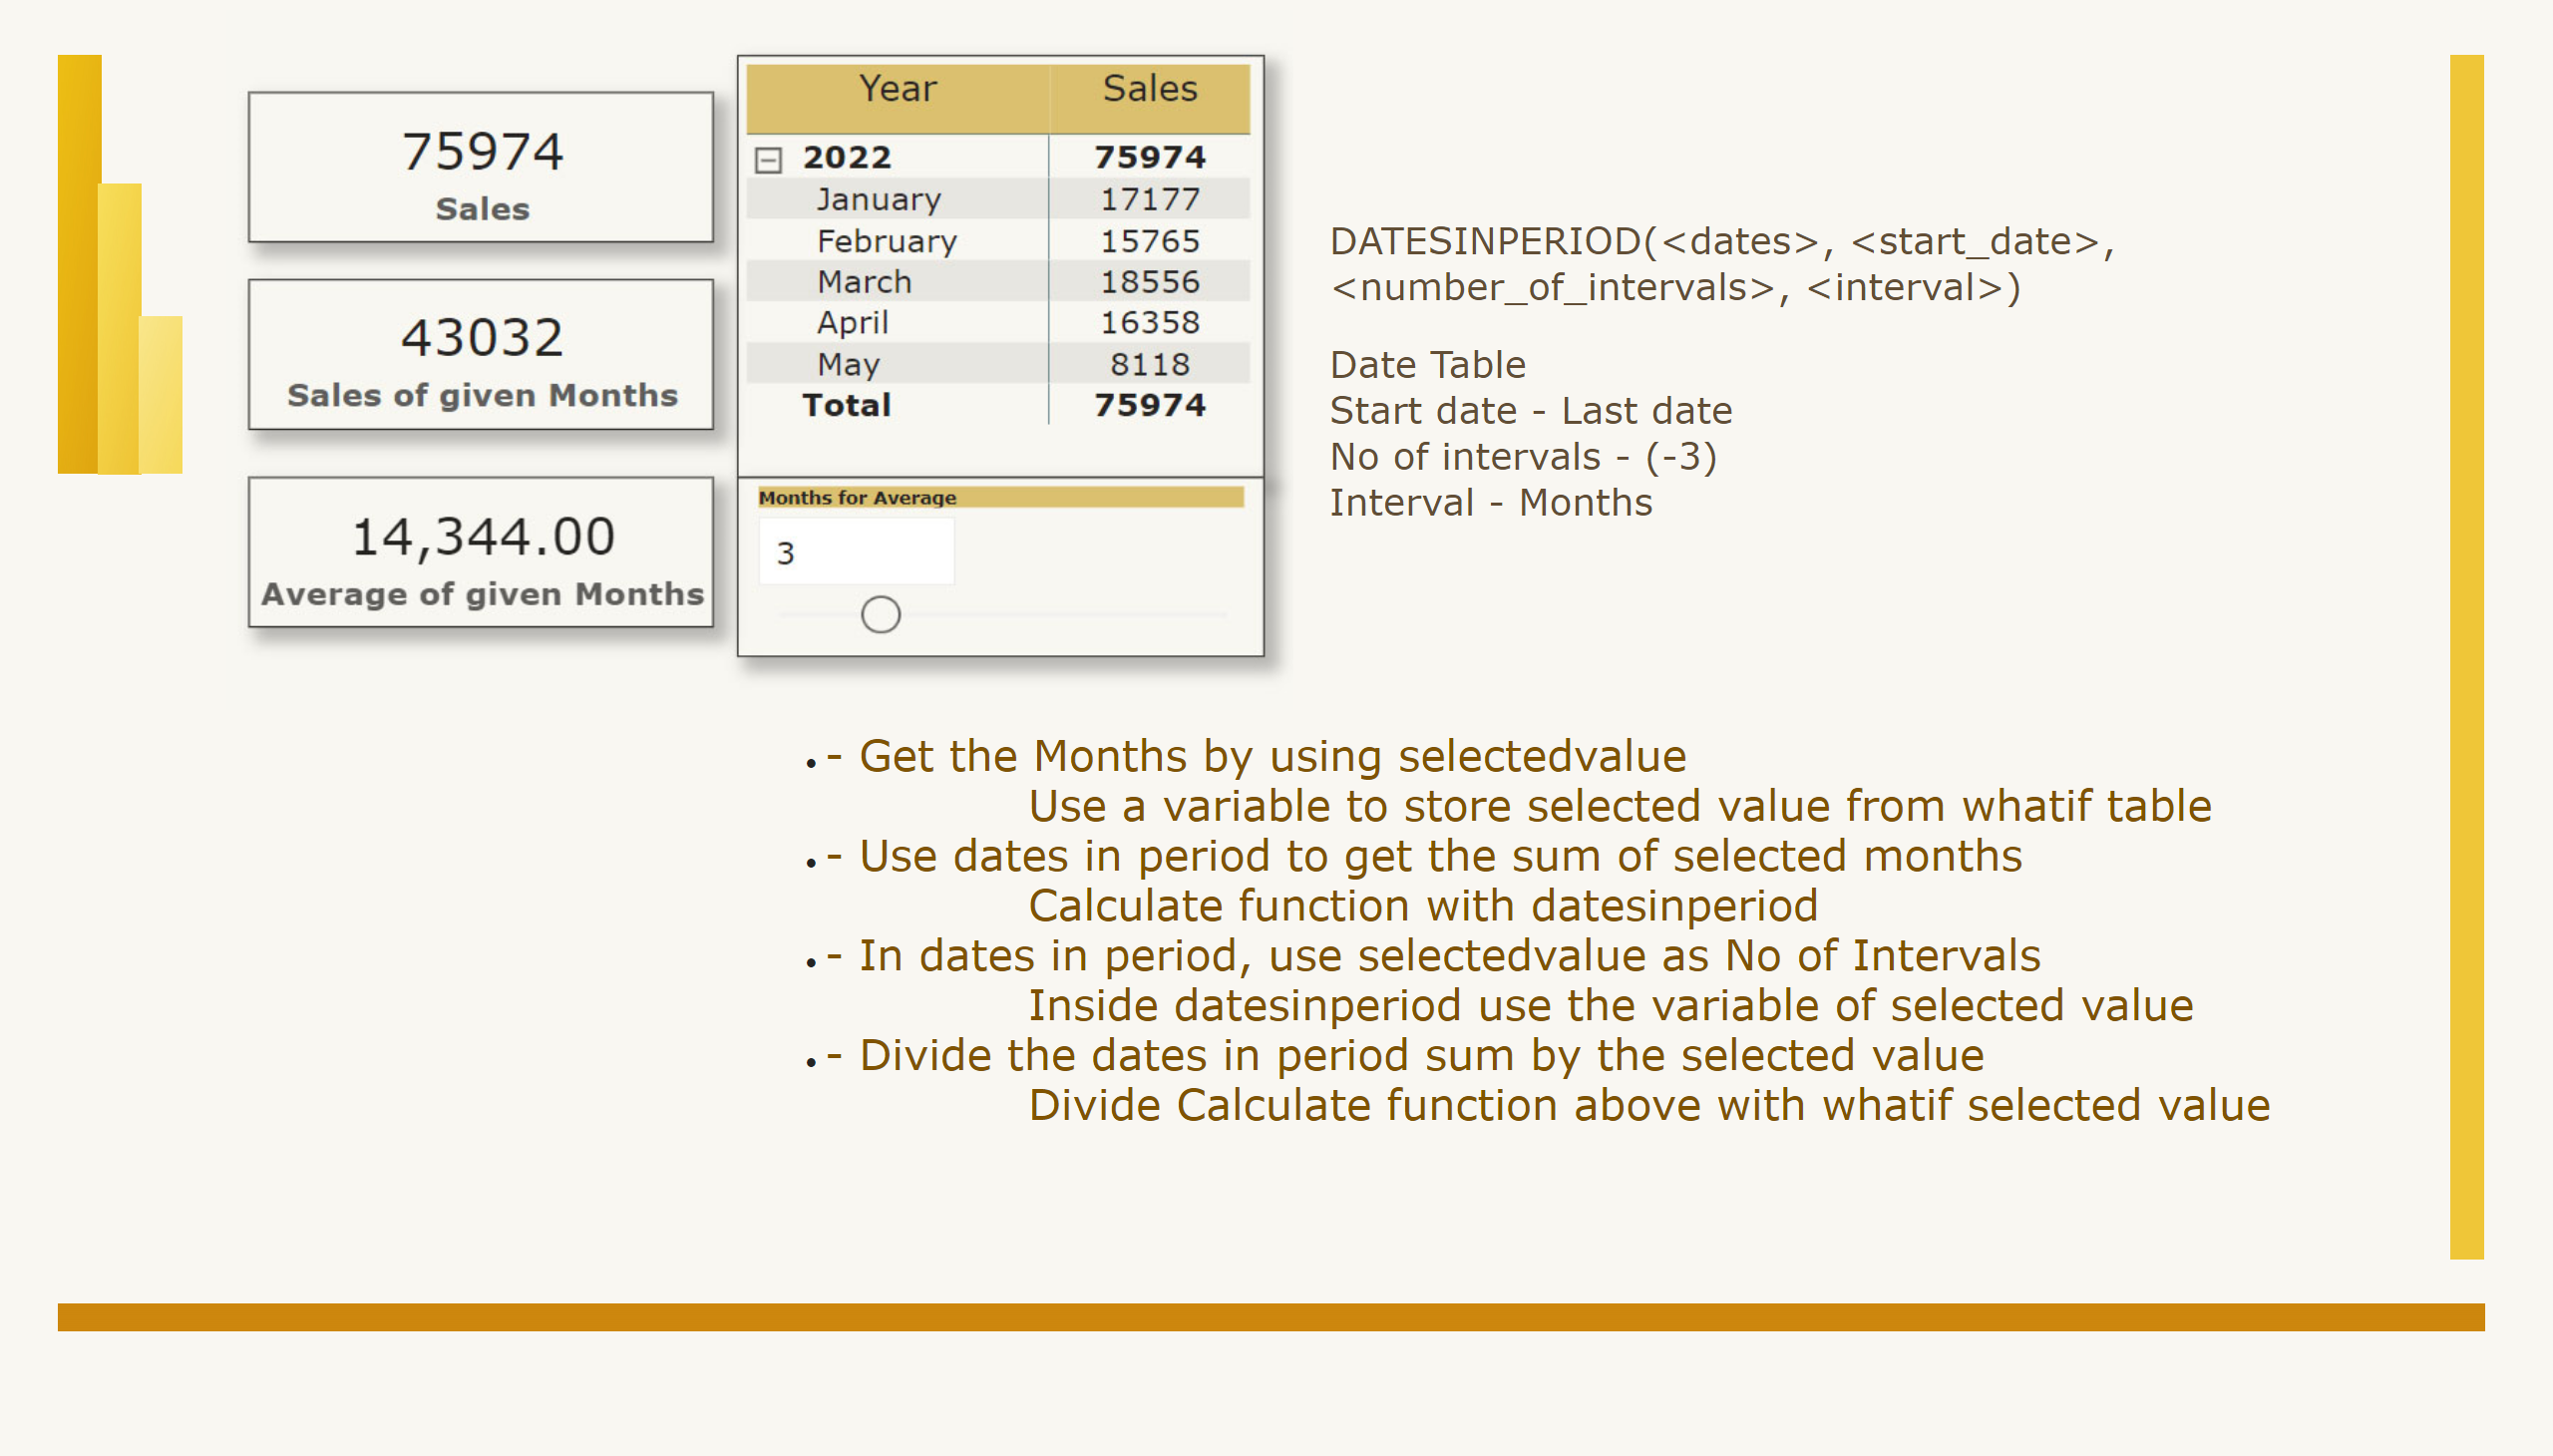 75974
Sales
43032
Sales of given Months
14,344.00
Average of given Months
Year Sales
2022 75974
January 17177
February 15765
March 18556
April 16358
May 8118
Total 75974
Months for Average
3
DATESINPERIOD(<dates>, <start_date>,
<number_of_intervals>, <interval>)
Date Table
Start date - Last date
No of intervals - (-3)
Interval - Months
• - Get the Months by using selectedvalue
Use a variable to store selected value from whatif table
• - Use dates in period to get the sum of selected months
Calculate function with datesinperiod
• - In dates in period, use selectedvalue as No of Intervals
Inside datesinperiod use the variable of selected value
• - Divide the dates in period sum by the selected value
Divide Calculate function above with whatif selected value